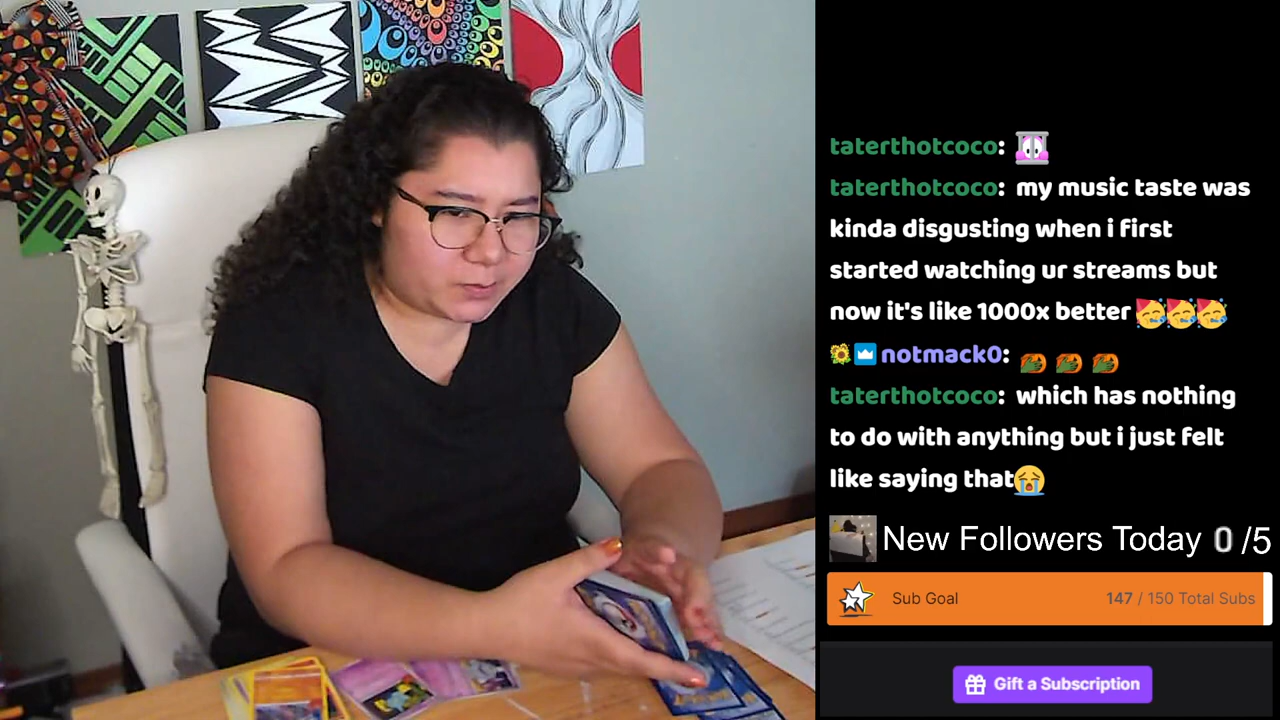 taterthotcoco:
taterthotcoco: my music taste was
kinda disgusting when i first
started watching ur streams but
now it's like 1000x better 🥳🥳🥳
notmack0:
taterthotcoco: which has nothing
to do with anything but i just felt
like saying that😭
New Followers Today 0 /5
Sub Goal 147 / 150 Total Subs
Gift a Subscription